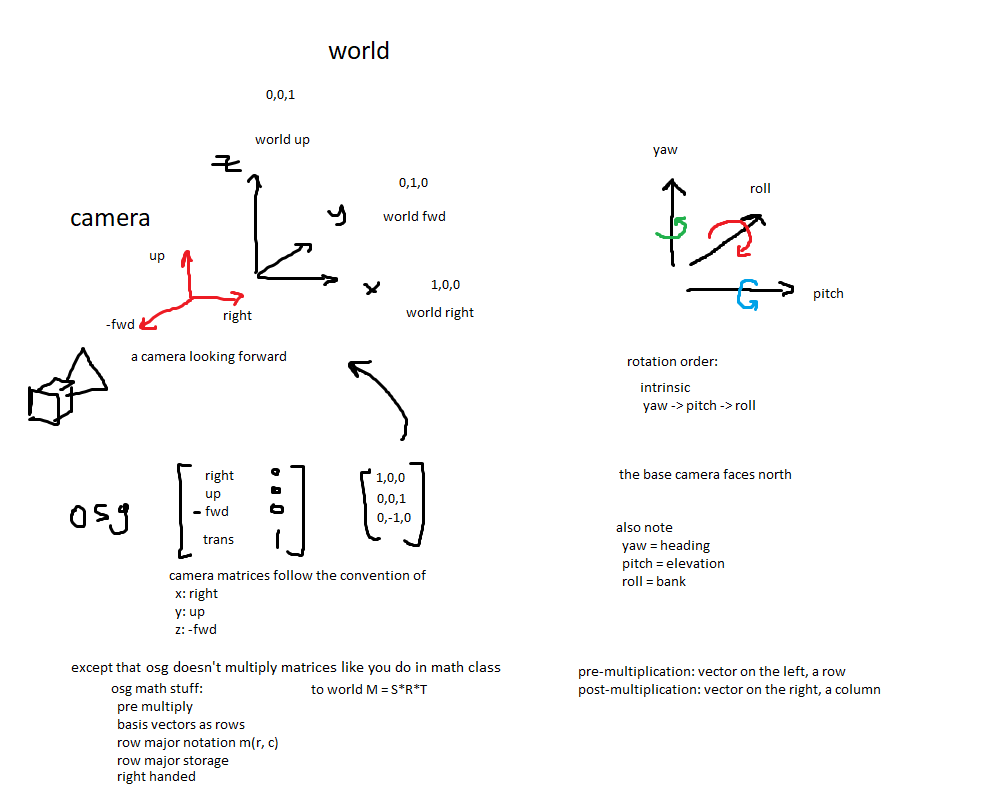 world
0,0,1
world up
z
0,1,0
y
world fwd
camera
up
x
1,0,0
right
world right
-fwd
a camera looking forward
yaw
roll
pitch
rotation order:
intrinsic
yaw -> pitch -> roll
the base camera faces north
also note
yaw = heading
pitch = elevation
roll = bank
osg
right 0
up 0
- fwd 0
trans 1
1,0,0
0,0,1
0,-1,0
camera matrices follow the convention of
x: right
y: up
z: -fwd
except that osg doesn't multiply matrices like you do in math class
osg math stuff:
pre multiply
basis vectors as rows
row major notation m(r, c)
row major storage
right handed
to world M = S*R*T
pre-multiplication: vector on the left, a row
post-multiplication: vector on the right, a column